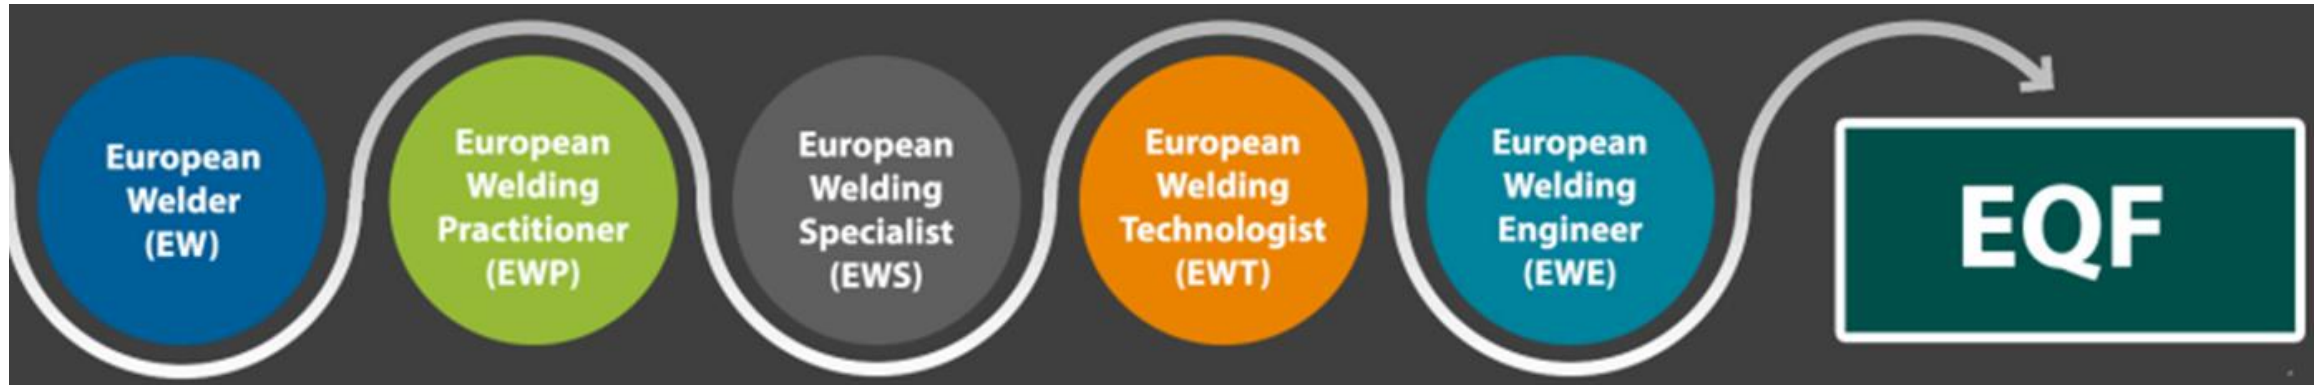 European
Welder
(EW)
European
Welding
Practitioner
(EWP)
European
Welding
Specialist
(EWS)
European
Welding
Technologist
(EWT)
European
Welding
Engineer
(EWE)
EQF